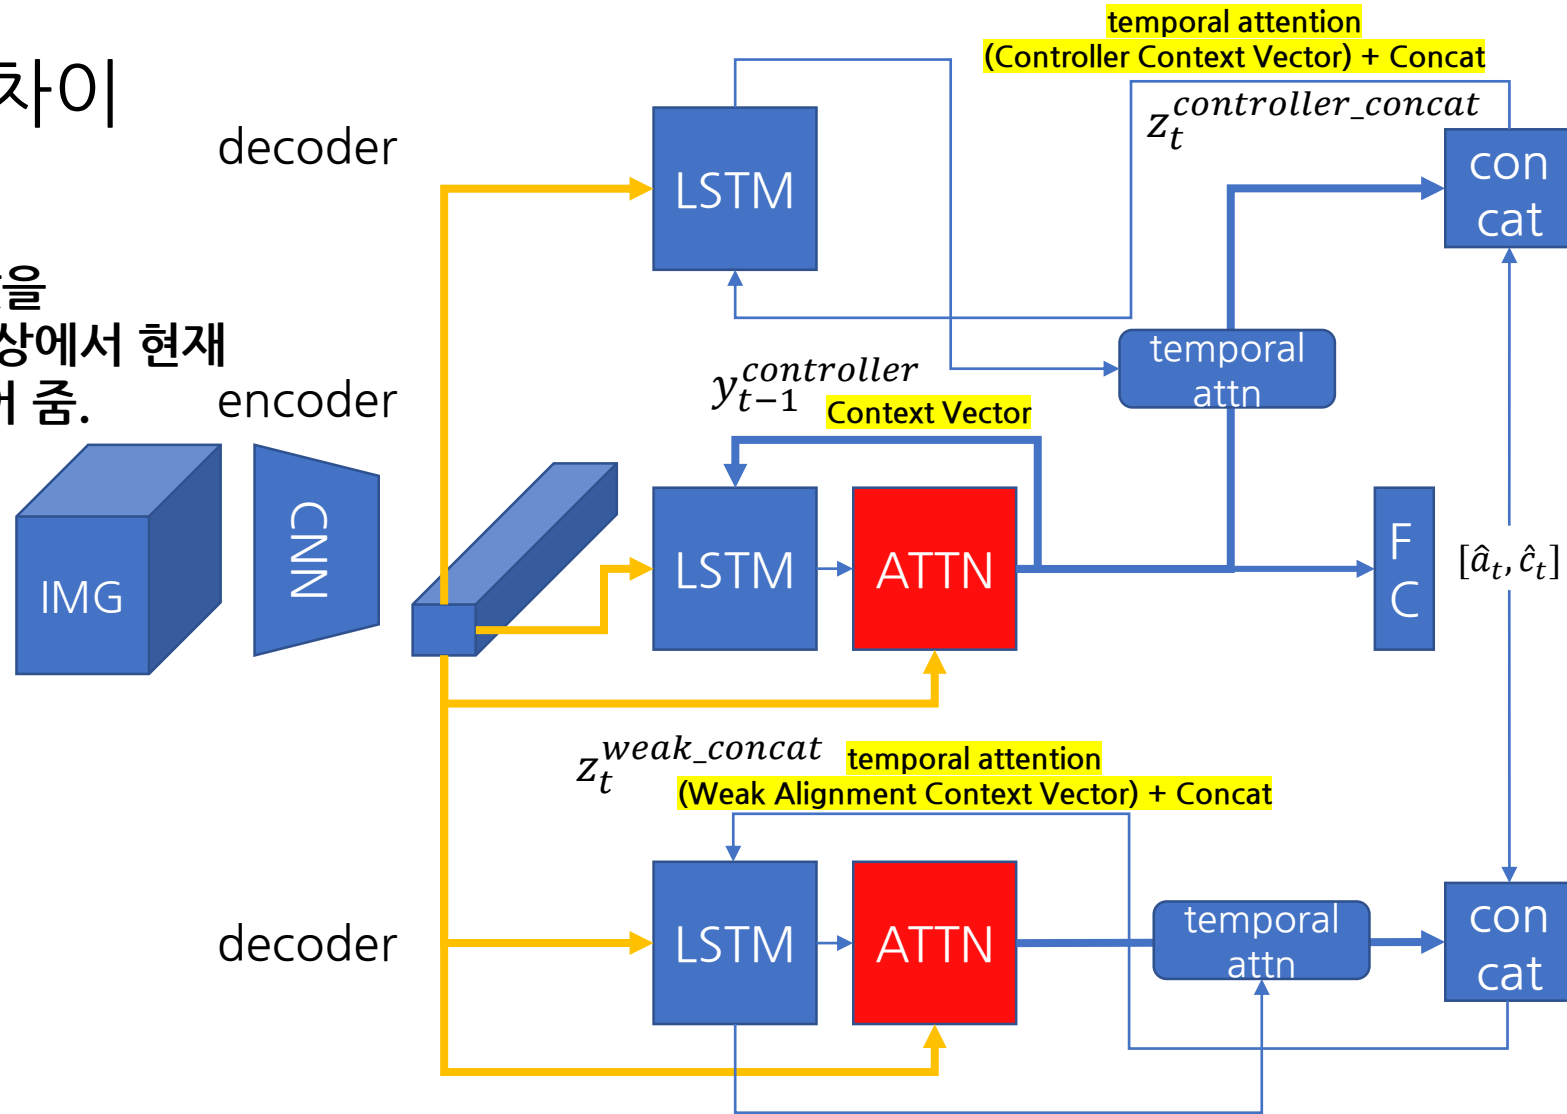 차이
을
상에서 현재
줌.
temporal attention
(Controller Context Vector) + Concat
z_t^{controller_concat}
decoder
LSTM
con
cat
temporal
attn
encoder
y_{t-1}^{controller}
Context Vector
IMG
CNN
LSTM
ATTN
F
C
[â_t, ĉ_t]
z_t^{weak_concat}
temporal attention
(Weak Alignment Context Vector) + Concat
decoder
LSTM
ATTN
temporal
attn
con
cat